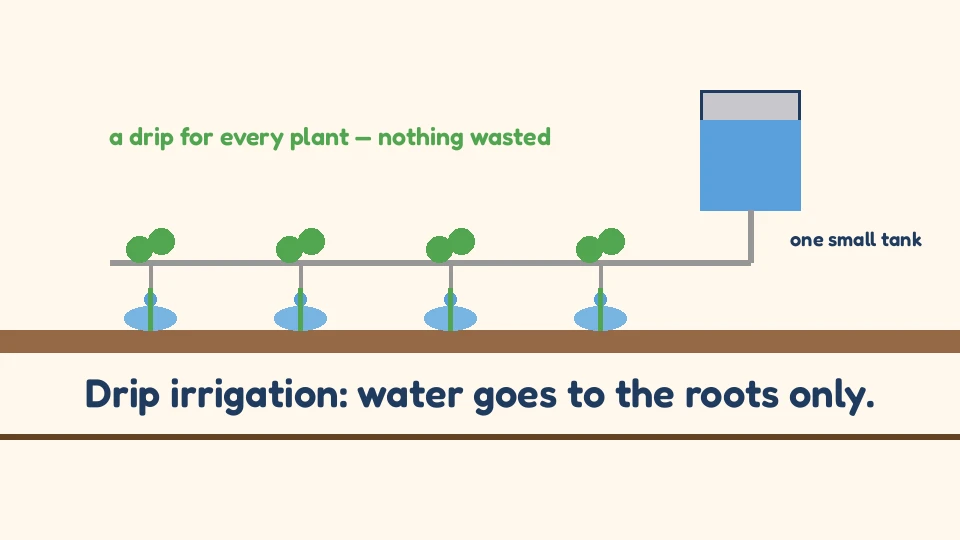 a drip for every plant — nothing wasted
one small tank
Drip irrigation: water goes to the roots only.